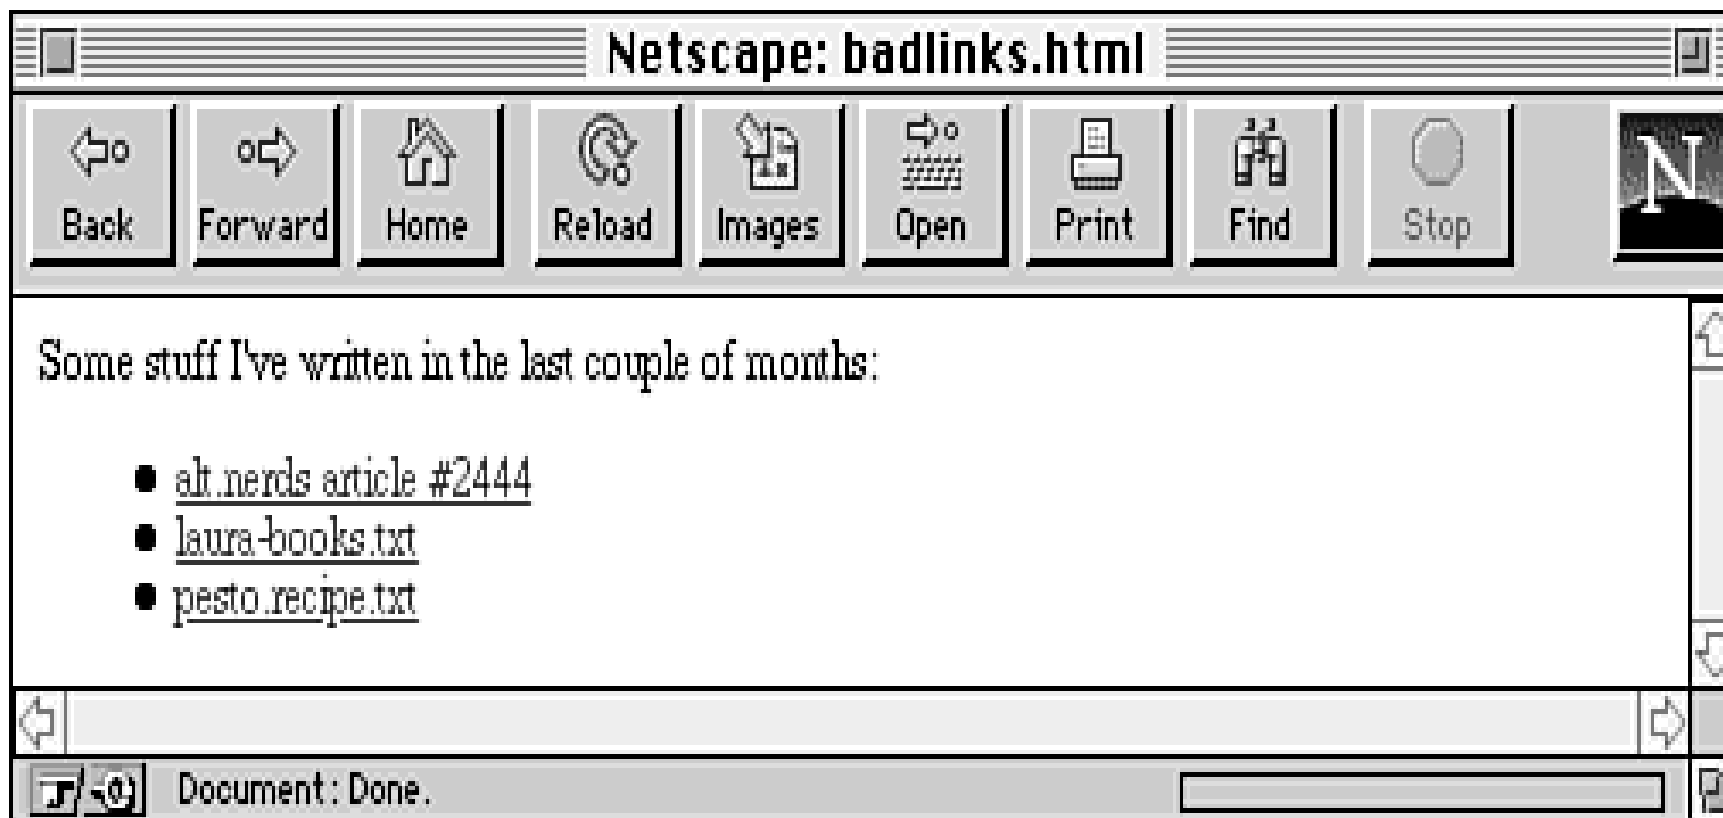 Netscape: badlinks.html
Back Forward Home Reload Images Open Print Find Stop N
Some stuff I've written in the last couple of months:
alt.nerds article #2444
laura-books.txt
pesto.recipe.txt
Document: Done.